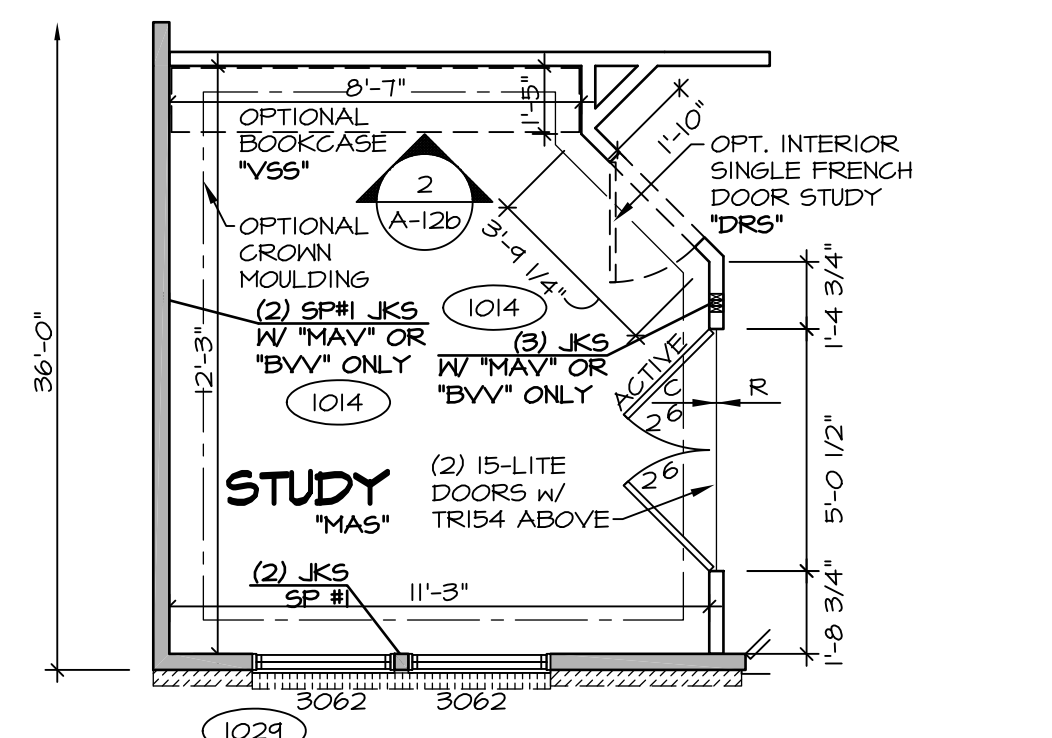 8'-7"
1'-5"
1'-10"
OPTIONAL
BOOKCASE
"VSS"
OPT. INTERIOR
SINGLE FRENCH
DOOR STUDY
"DRS"
2
A-12b
OPTIONAL
CROWN
MOULDING
3'-9 1/4"
1'-4 3/4"
(2) SP#1 JKS
W/ "MAV" OR
"BVV" ONLY
1014
(3) JKS
W/ "MAV" OR
"BVV" ONLY
36'-0"
12'-3"
1014
ACTIVE
C
R
26
26
5'-0 1/2"
STUDY
"MAS"
(2) 15-LITE
DOORS W/
TR154 ABOVE
(2) JKS
SP #1
11'-3"
1'-8 3/4"
3062
3062
1029